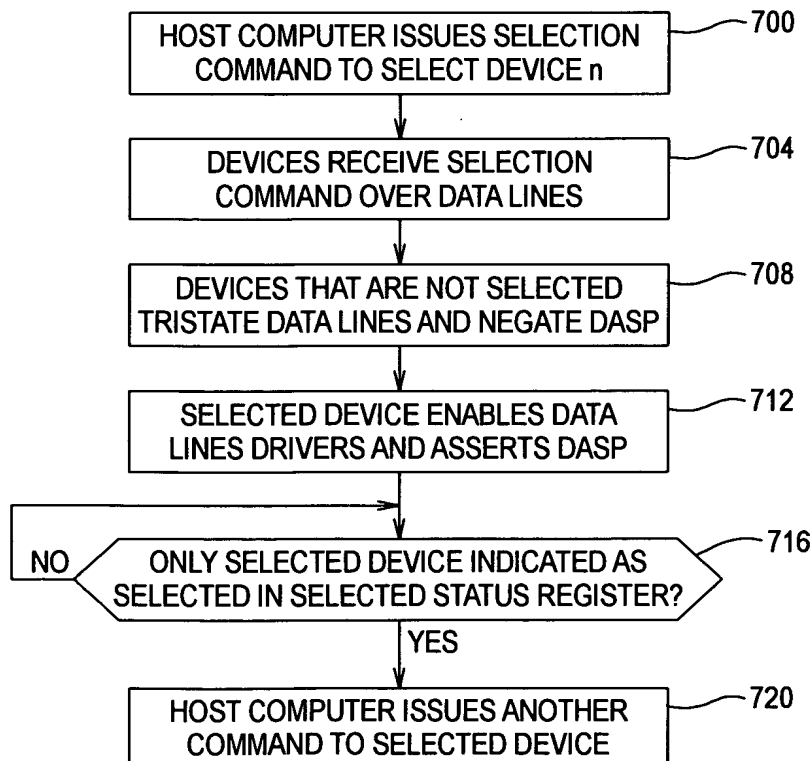 HOST COMPUTER ISSUES SELECTION
COMMAND TO SELECT DEVICE n
700
DEVICES RECEIVE SELECTION
COMMAND OVER DATA LINES
704
DEVICES THAT ARE NOT SELECTED
TRISTATE DATA LINES AND NEGATE DASP
708
SELECTED DEVICE ENABLES DATA
LINES DRIVERS AND ASSERTS DASP
712
NO
ONLY SELECTED DEVICE INDICATED AS
SELECTED IN SELECTED STATUS REGISTER?
716
YES
HOST COMPUTER ISSUES ANOTHER
COMMAND TO SELECTED DEVICE
720